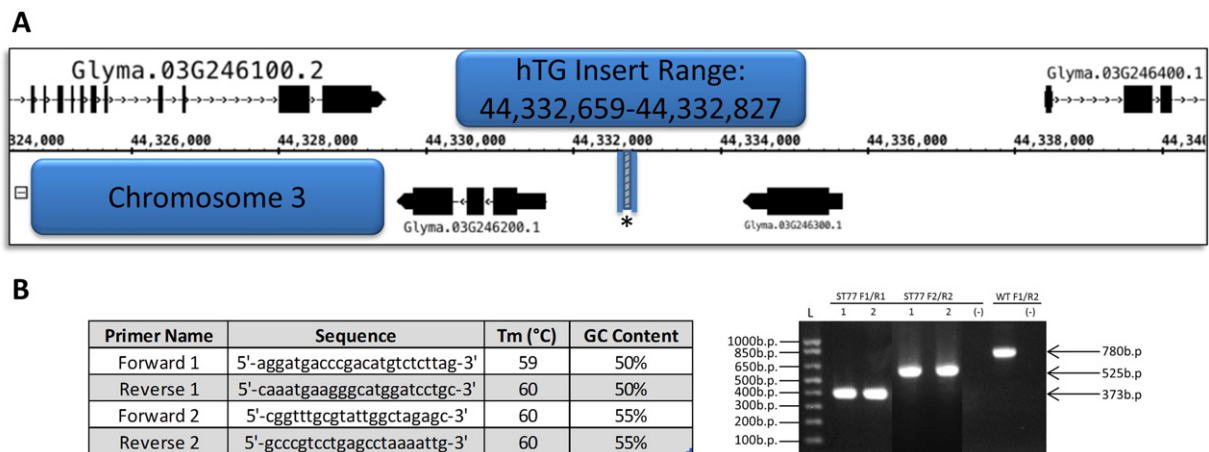 A
Glyma.03G246100.2
hTG Insert Range:
44,332,659-44,332,827
Glyma.03G246400.1
324,000 44,326,000 44,328,000 44,330,000 44,332,000 44,334,000 44,336,000 44,338,000 44,340
Chromosome 3
Glyma.03G246200.1
*
Glyma.03G246300.1
B
Primer Name Sequence Tm (°C) GC Content
Forward 1 5'-aggatgacccgacatgtctcttag-3' 59 50%
Reverse 1 5'-caaatgaagggcatggatcctgc-3' 60 50%
Forward 2 5'-cggtttgcgtattggctagagc-3' 60 55%
Reverse 2 5'-gcccgtcctgagcctaaaattg-3' 60 55%
ST77 F1/R1 ST77 F2/R2 WT F1/R2
L 1 2 1 2 (-) (-)
1000b.p.
850b.p.
650b.p.
500b.p.
400b.p.
300b.p.
200b.p.
100b.p.
780b.p
525b.p
373b.p